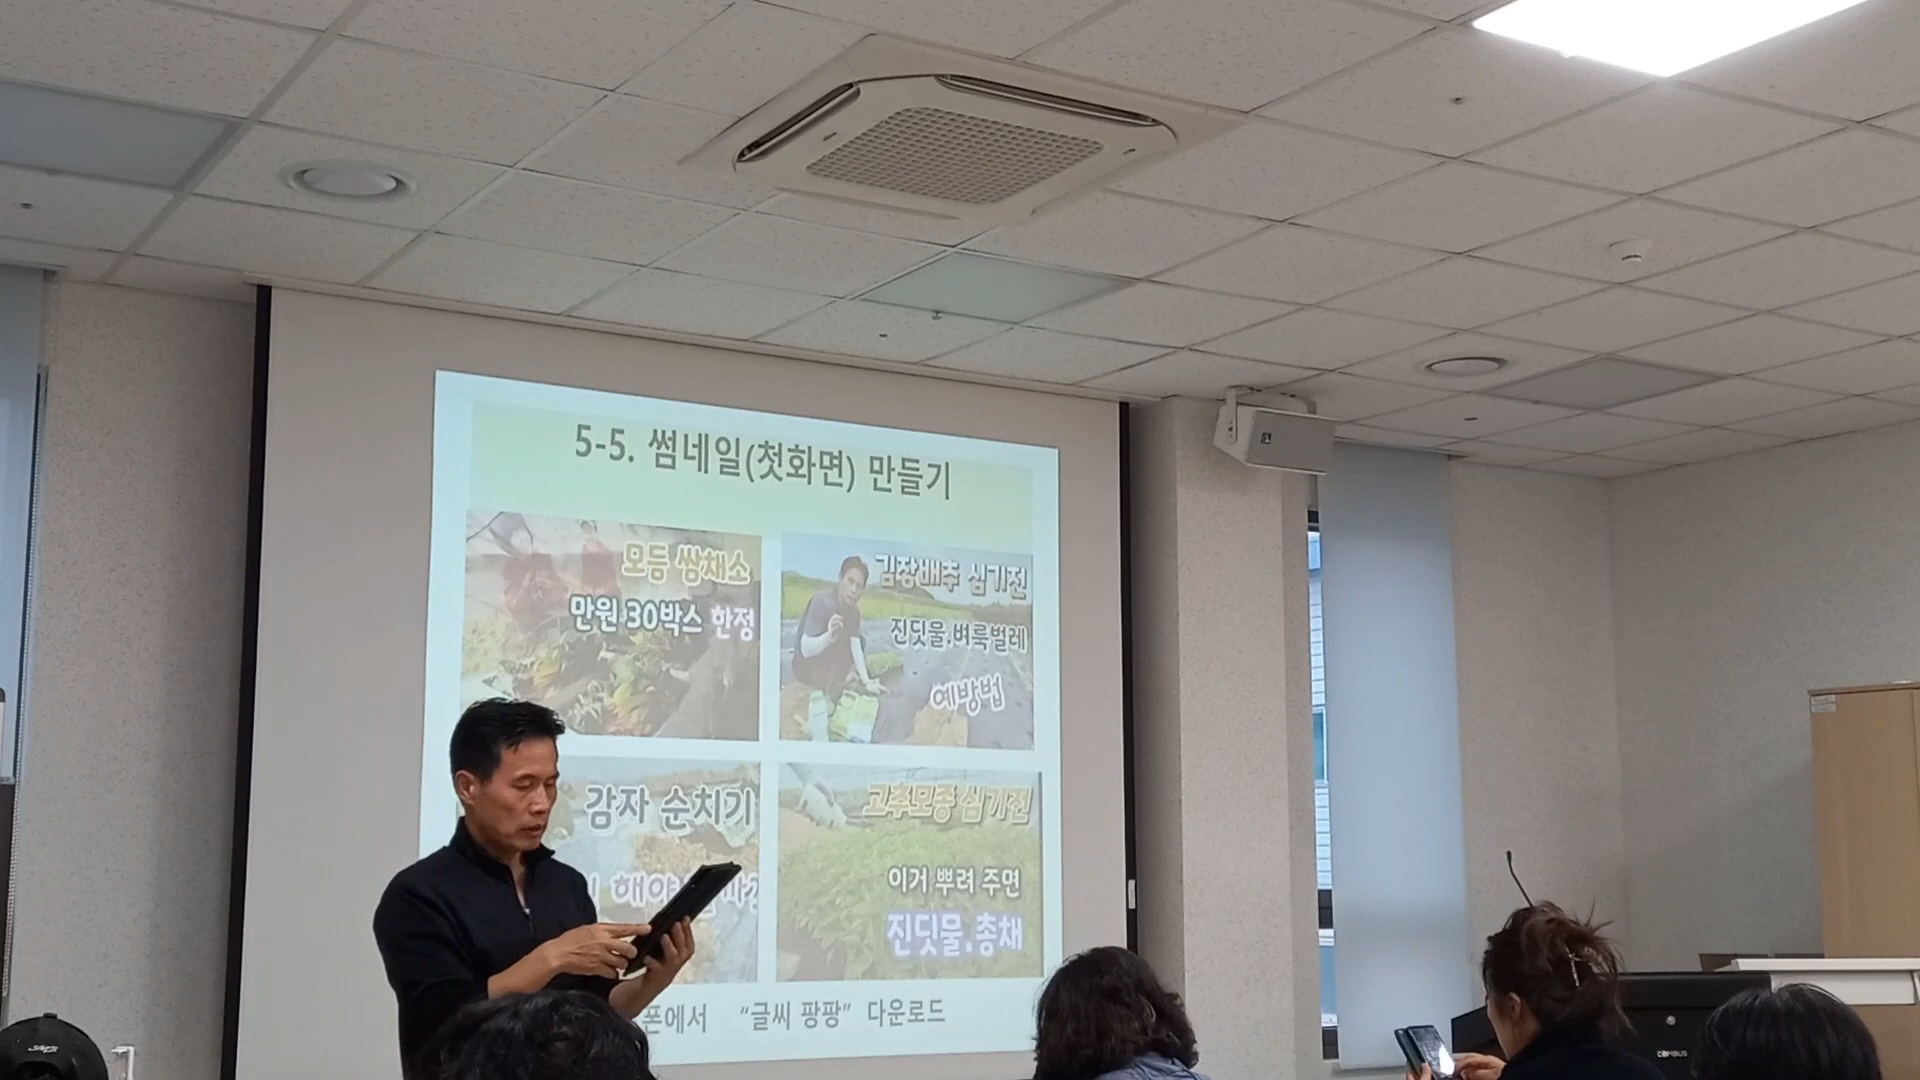 5-5. 썸네일(첫화면) 만들기
모듬 쌈채소
만원 30박스 한정
김장배추 심기전
진딧물.벼룩벌레
예방법
감자 순치기
해야
고추모종 심기전
이거 뿌려 주면
진딧물.총채
폰에서 “글씨 팡팡” 다운로드